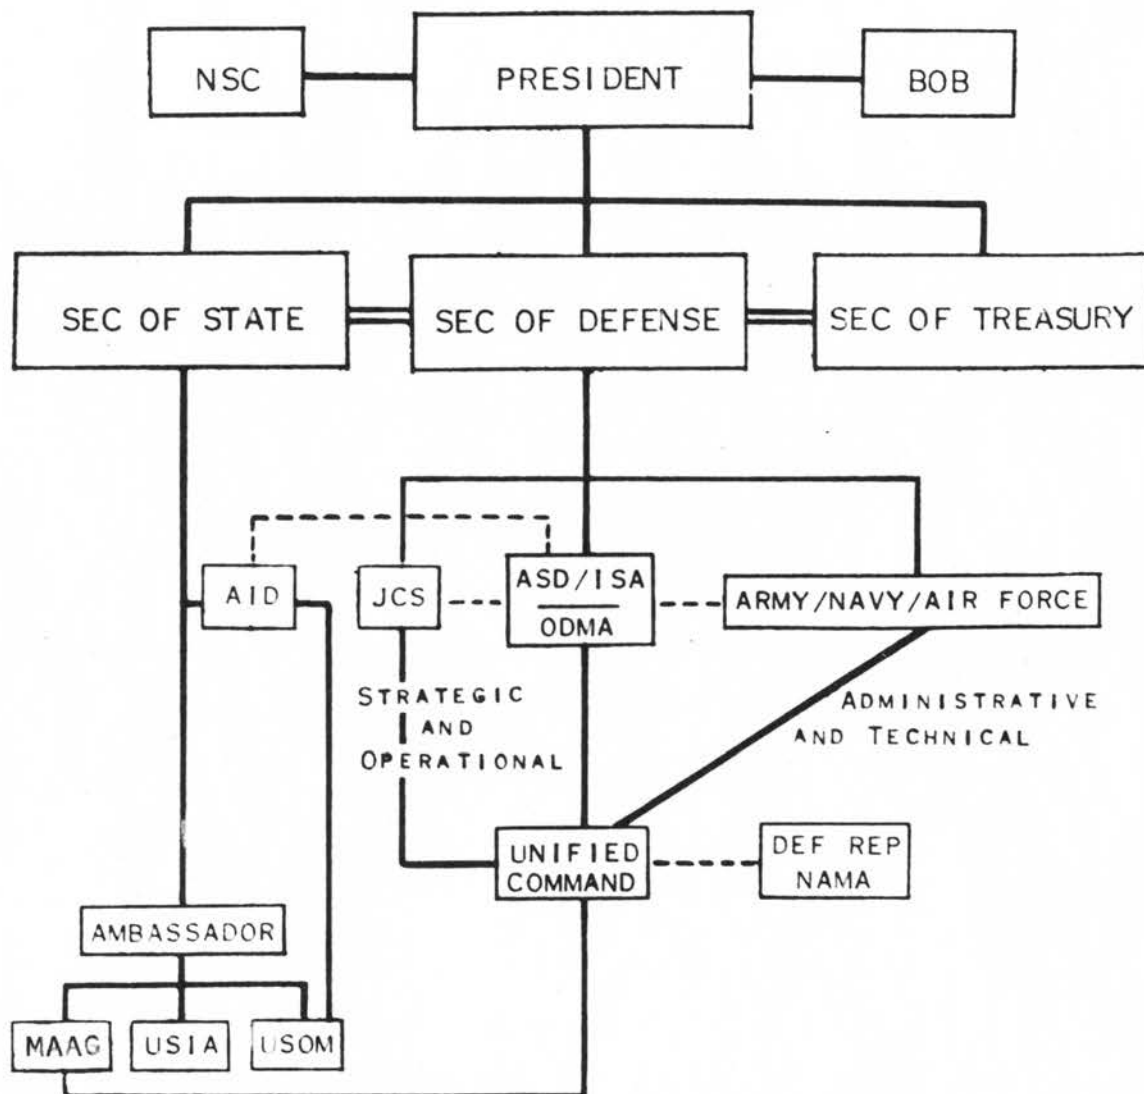 NSC
PRESIDENT
BOB
SEC OF STATE
SEC OF DEFENSE
SEC OF TREASURY
AID
JCS
ASD/ISA
ODMA
ARMY/NAVY/AIR FORCE
STRATEGIC
AND
OPERATIONAL
ADMINISTRATIVE
AND TECHNICAL
UNIFIED
COMMAND
DEF REP
NAMA
AMBASSADOR
MAAG
USIA
USOM